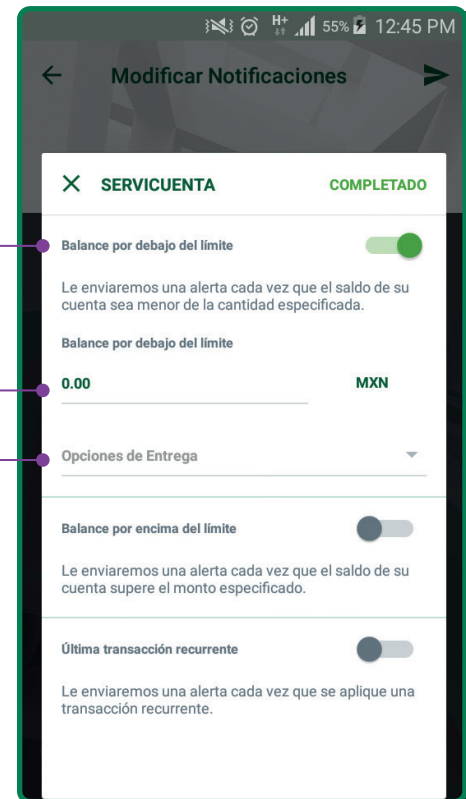 H+ 55% 12:45 PM
Modificar Notificaciones
SERVICUENTA COMPLETADO
Balance por debajo del límite
Le enviaremos una alerta cada vez que el saldo de su
cuenta sea menor de la cantidad especificada.
Balance por debajo del límite
0.00 MXN
Opciones de Entrega
Balance por encima del límite
Le enviaremos una alerta cada vez que el saldo de su
cuenta supere el monto especificado.
Última transacción recurrente
Le enviaremos una alerta cada vez que se aplique una
transacción recurrente.